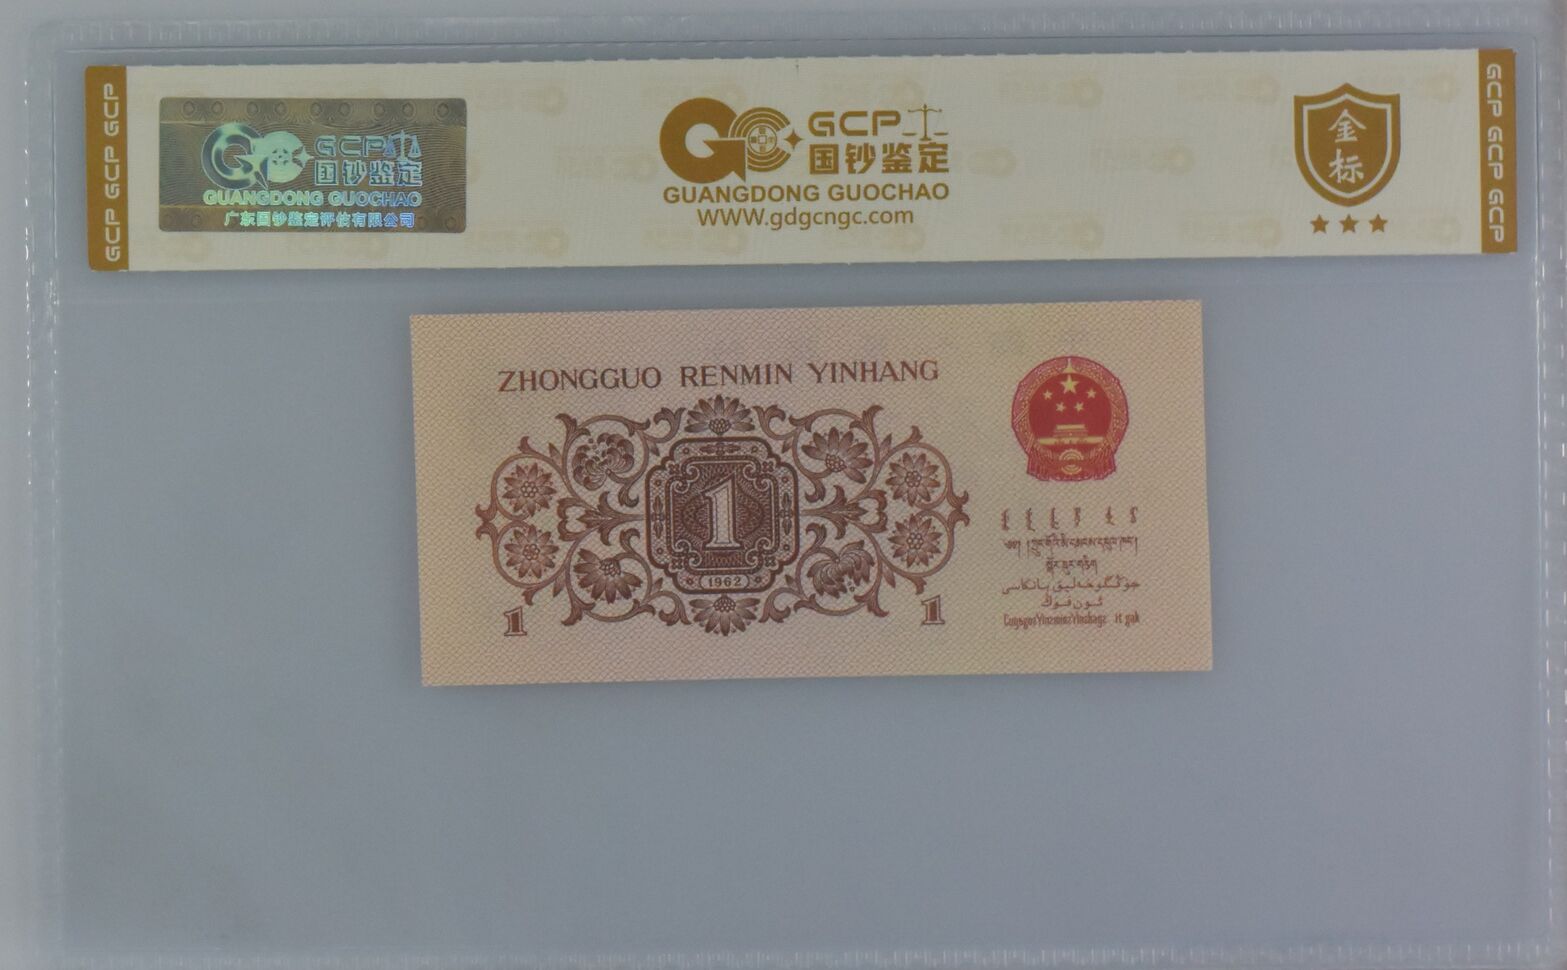 GCP GCP GCP
GCP
国钞鉴定
GUANGDONG GUOCHAO
广东国钞鉴定评估有限公司
GCP
国钞鉴定
GUANGDONG GUOCHAO
WWW.gdgcngc.com
金标
GCP GCP GCP
ZHONGGUO RENMIN YINHANG
1
1962
1
1
جۇڭگوخەلىق بانكاسى